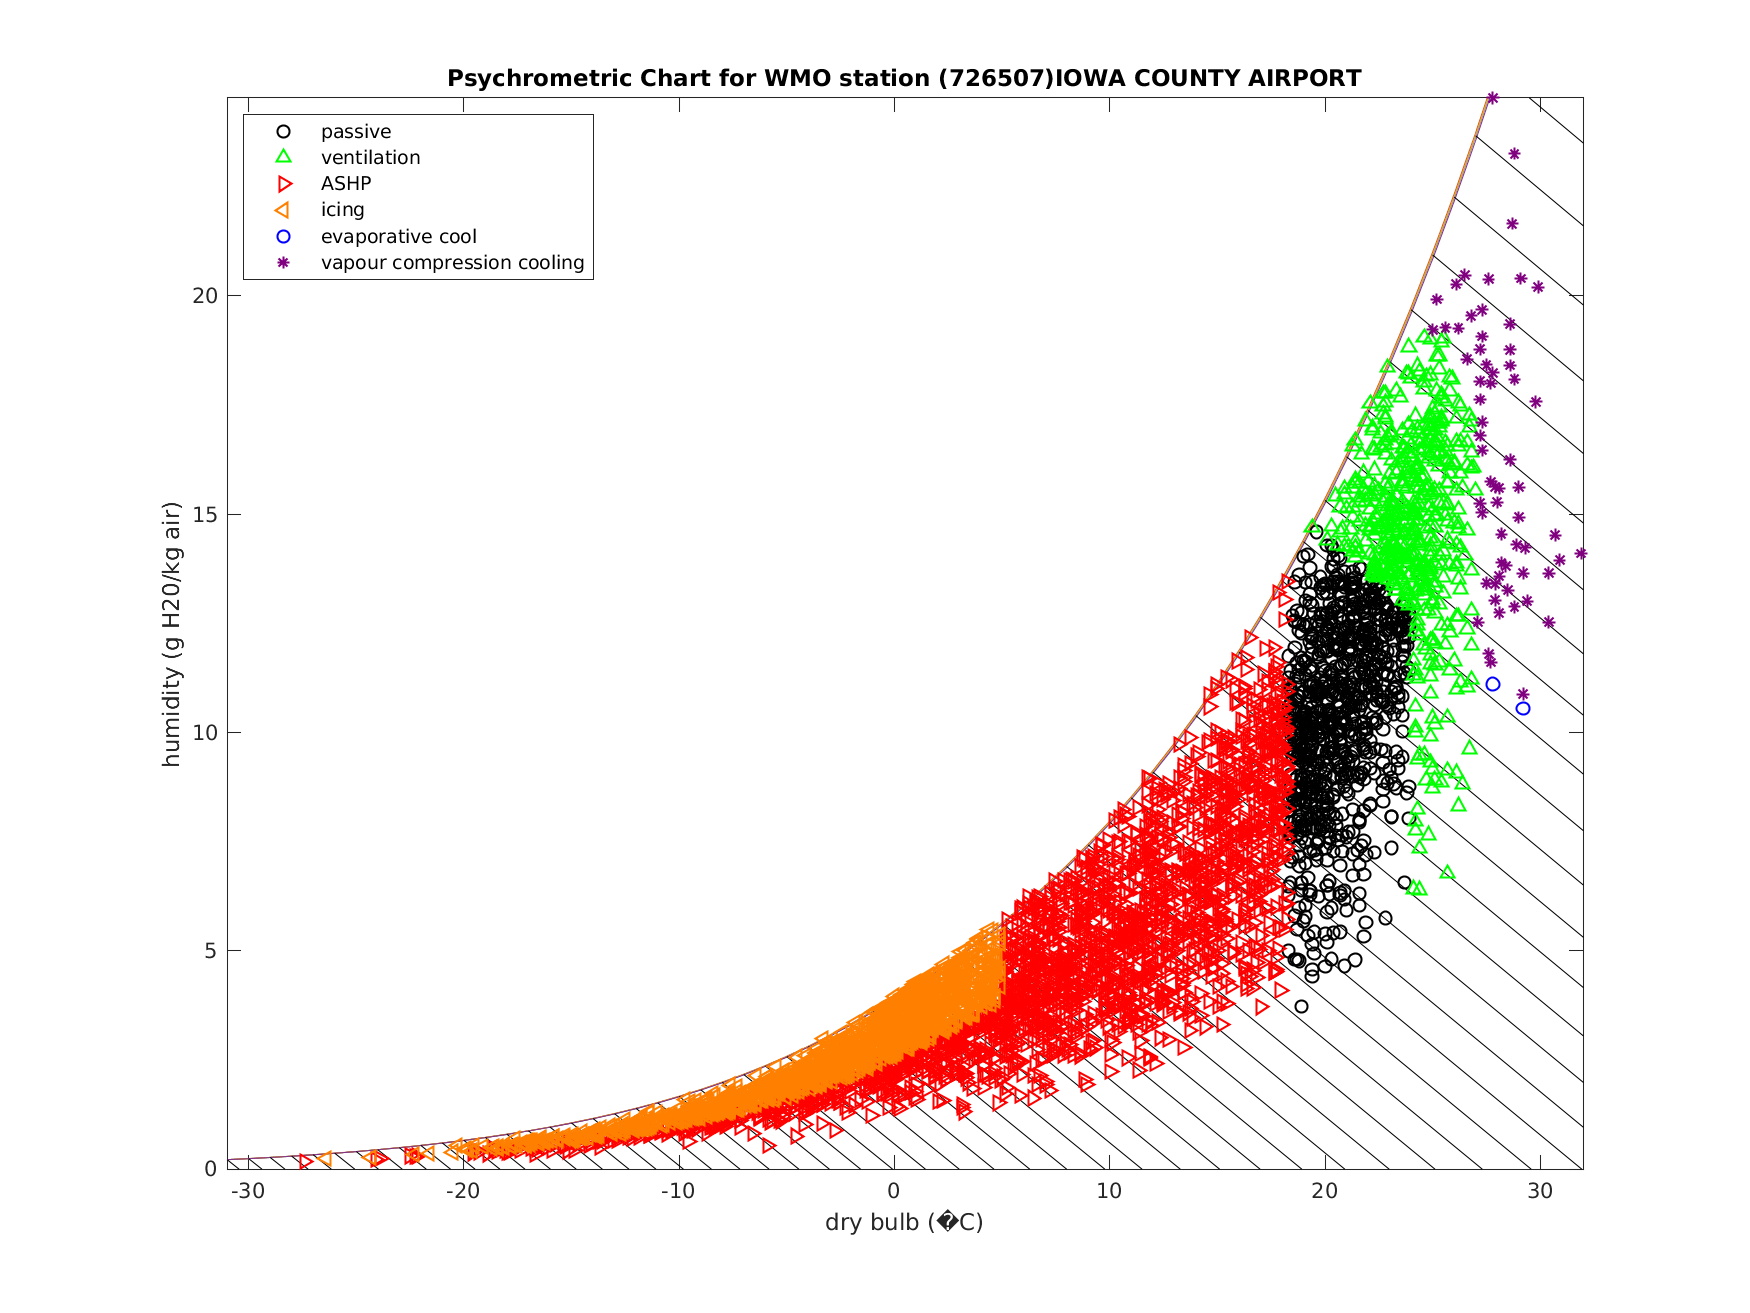 Psychrometric Chart for WMO station (726507)IOWA COUNTY AIRPORT
passive
ventilation
ASHP
icing
evaporative cool
vapour compression cooling
humidity (g H20/kg air)
20
15
10
5
0
-30 -20 -10 0 10 20 30
dry bulb (�C)